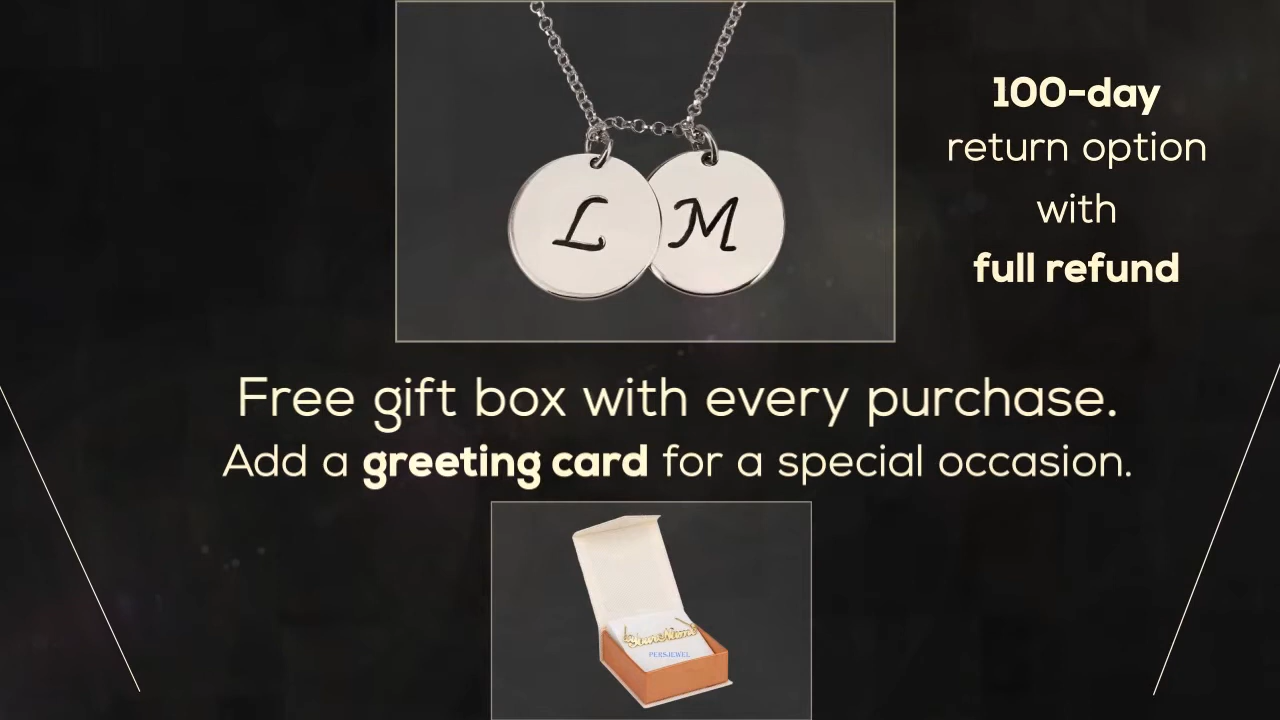 L M
100-day
return option
with
full refund
Free gift box with every purchase.
Add a greeting card for a special occasion.
YourName
PERSJEWEL